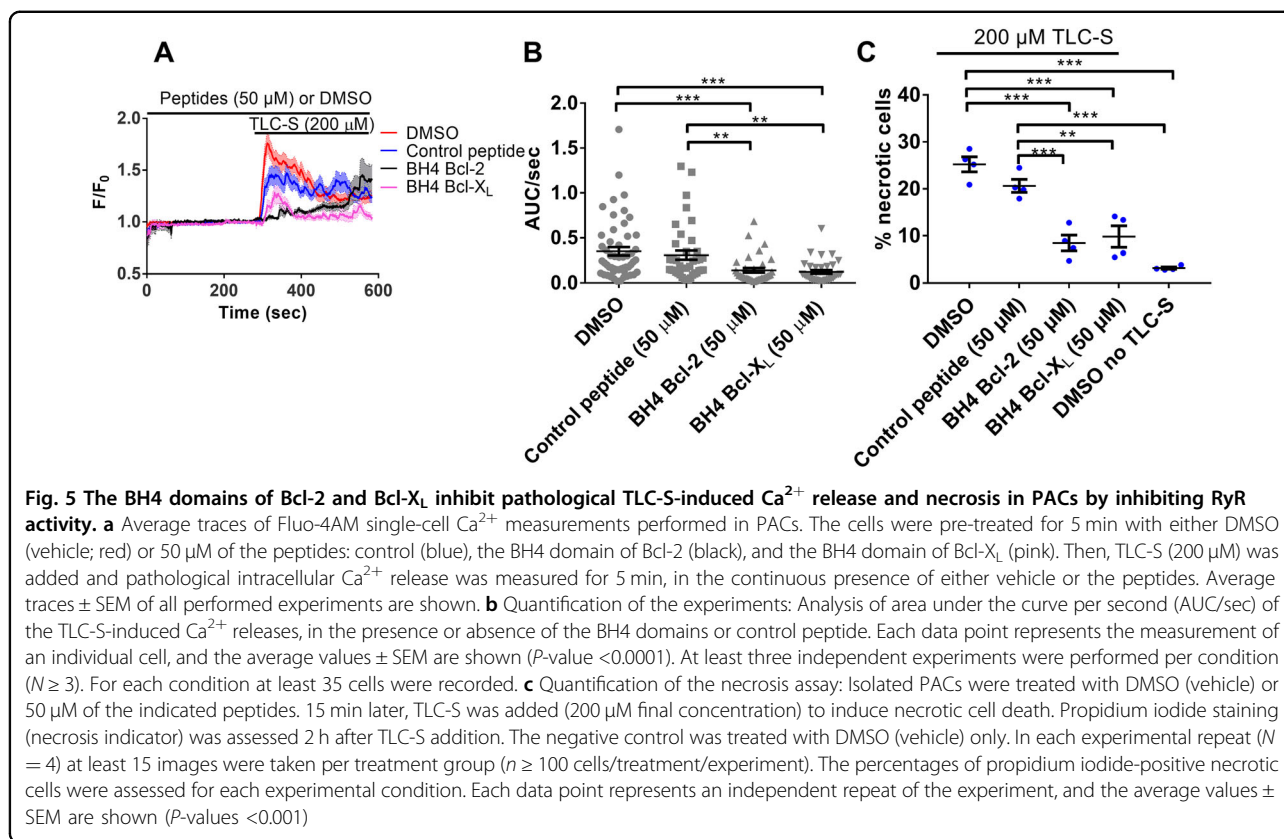 A
Peptides (50 µM) or DMSO
TLC-S (200 µM)
DMSO
Control peptide
BH4 Bcl-2
BH4 Bcl-XL
F/F0
2.0
1.5
1.0
0.5
0 200 400 600
Time (sec)
B
***
***
**
**
AUC/sec
2.0
1.5
1.0
0.5
0.0
DMSO
Control peptide (50 µM)
BH4 Bcl-2 (50 µM)
BH4 Bcl-XL (50 µM)
C
200 µM TLC-S
***
***
***
***
**
***
% necrotic cells
40
30
20
10
0
DMSO
Control peptide (50 µM)
BH4 Bcl-2 (50 µM)
BH4 Bcl-XL (50 µM)
DMSO no TLC-S
Fig. 5 The BH4 domains of Bcl-2 and Bcl-XL inhibit pathological TLC-S-induced Ca2+ release and necrosis in PACs by inhibiting RyR
activity. a Average traces of Fluo-4AM single-cell Ca2+ measurements performed in PACs. The cells were pre-treated for 5 min with either DMSO
(vehicle; red) or 50 µM of the peptides: control (blue), the BH4 domain of Bcl-2 (black), and the BH4 domain of Bcl-XL (pink). Then, TLC-S (200 µM) was
added and pathological intracellular Ca2+ release was measured for 5 min, in the continuous presence of either vehicle or the peptides. Average
traces ± SEM of all performed experiments are shown. b Quantification of the experiments: Analysis of area under the curve per second (AUC/sec) of
the TLC-S-induced Ca2+ releases, in the presence or absence of the BH4 domains or control peptide. Each data point represents the measurement of
an individual cell, and the average values ± SEM are shown (P-value <0.0001). At least three independent experiments were performed per condition
(N ≥ 3). For each condition at least 35 cells were recorded. c Quantification of the necrosis assay: Isolated PACs were treated with DMSO (vehicle) or
50 µM of the indicated peptides. 15 min later, TLC-S was added (200 µM final concentration) to induce necrotic cell death. Propidium iodide staining
(necrosis indicator) was assessed 2 h after TLC-S addition. The negative control was treated with DMSO (vehicle) only. In each experimental repeat (N
= 4) at least 15 images were taken per treatment group (n ≥ 100 cells/treatment/experiment). The percentages of propidium iodide-positive necrotic
cells were assessed for each experimental condition. Each data point represents an independent repeat of the experiment, and the average values ±
SEM are shown (P-values <0.001)